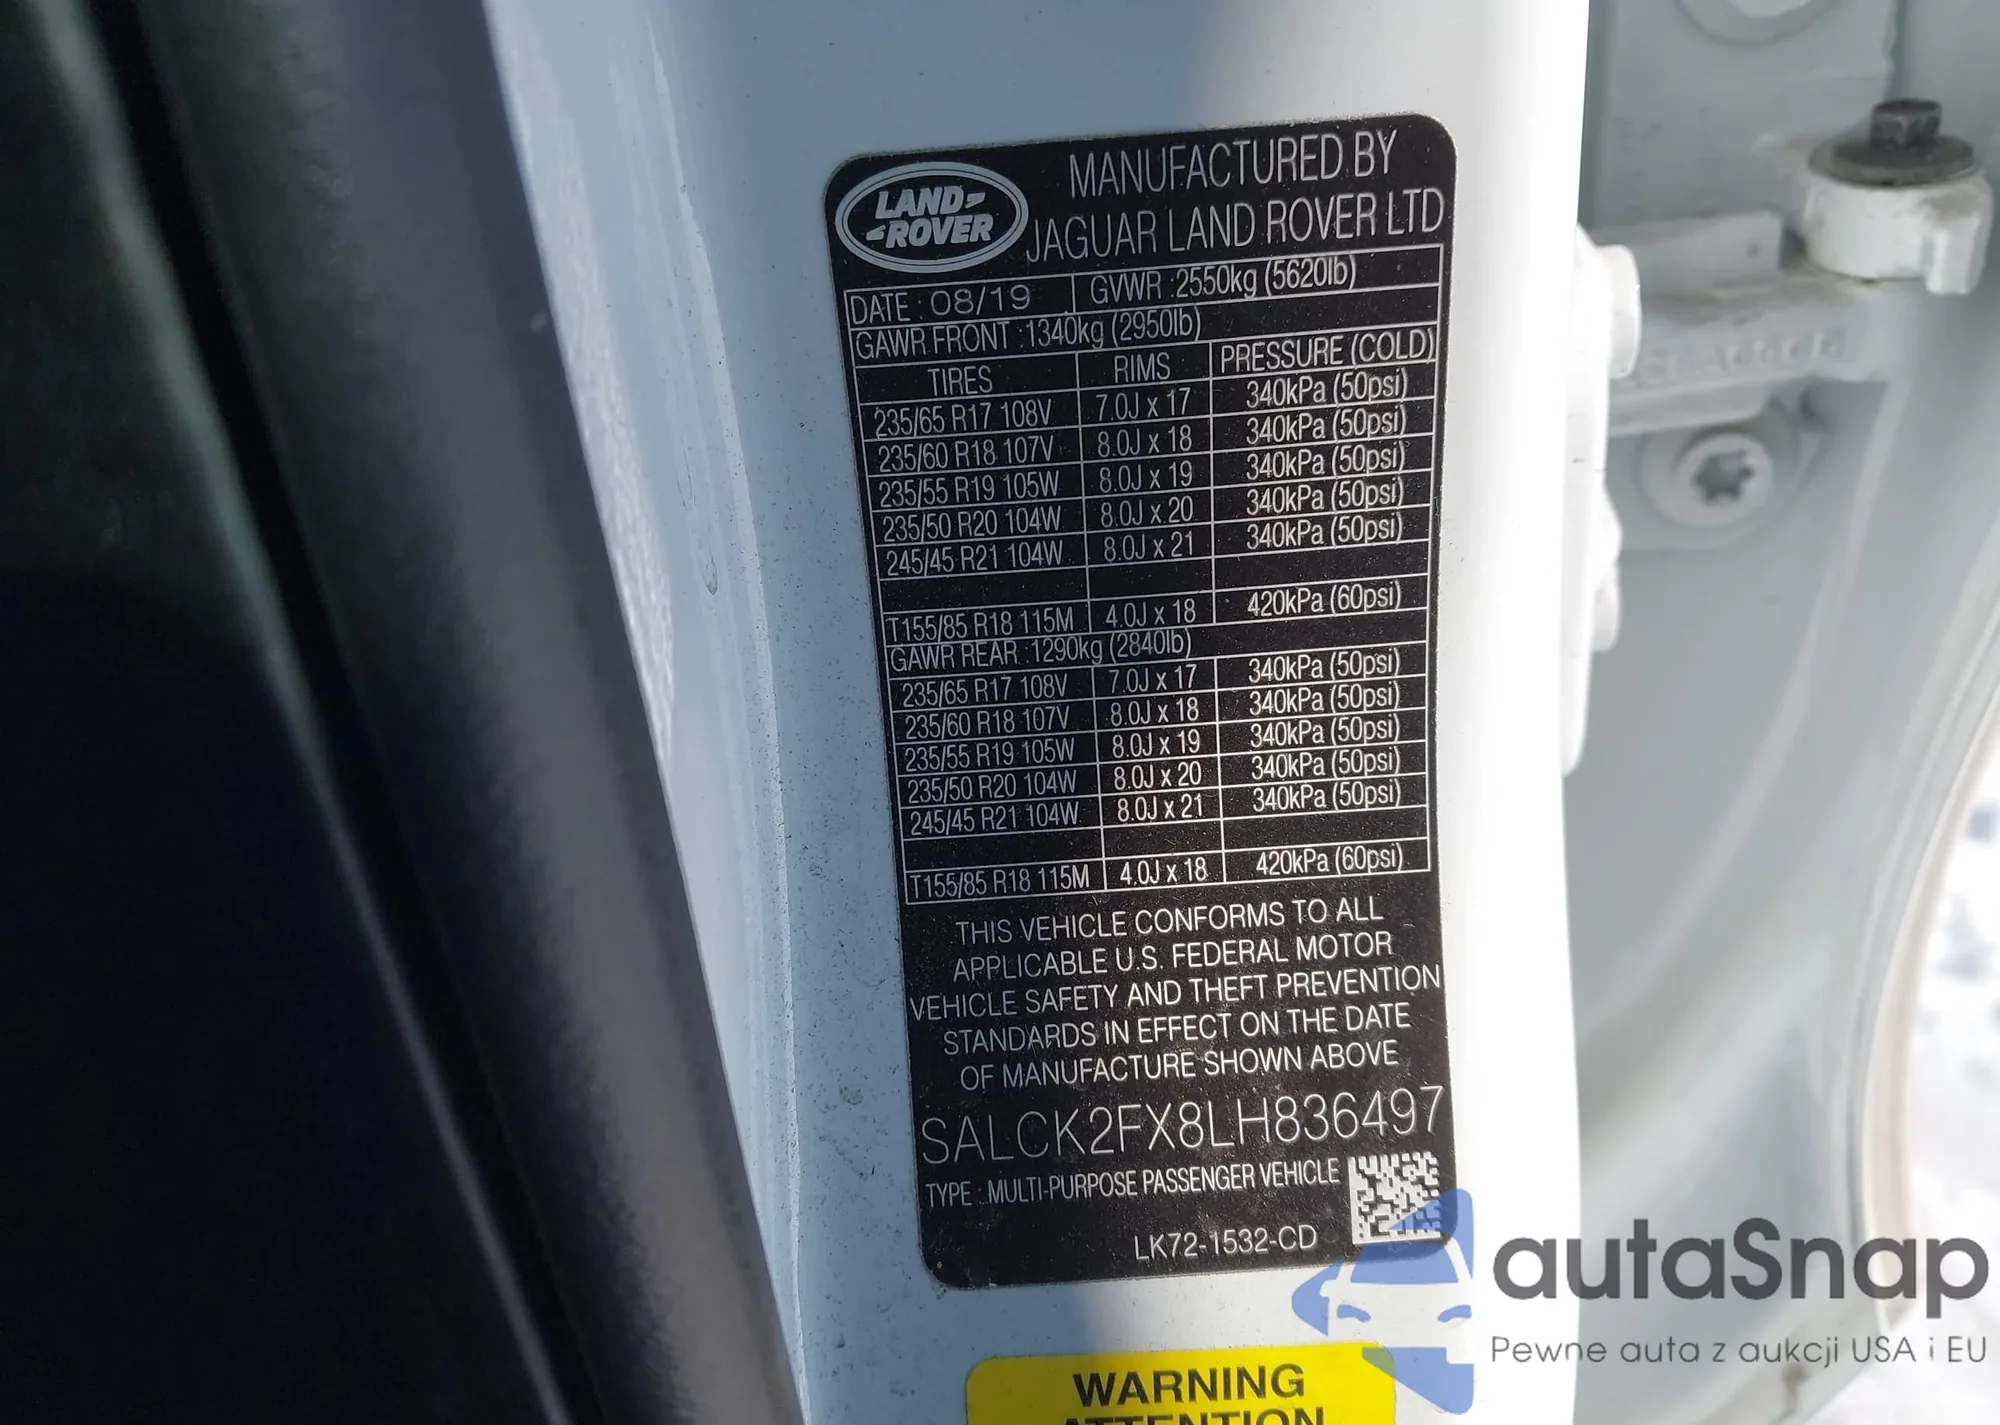 LAND-
-ROVER
MANUFACTURED BY
JAGUAR LAND ROVER LTD
DATE : 08/19 GVWR :2550kg (5620lb)
GAWR FRONT :1340kg (2950lb)
TIRES RIMS PRESSURE (COLD)
235/65 R17 108V 7.0J x 17 340kPa (50psi)
235/60 R18 107V 8.0J x 18 340kPa (50psi)
235/55 R19 105W 8.0J x 19 340kPa (50psi)
235/50 R20 104W 8.0J x 20 340kPa (50psi)
245/45 R21 104W 8.0J x 21 340kPa (50psi)
T155/85 R18 115M 4.0J x 18 420kPa (60psi)
GAWR REAR :1290kg (2840lb)
235/65 R17 108V 7.0J x 17 340kPa (50psi)
235/60 R18 107V 8.0J x 18 340kPa (50psi)
235/55 R19 105W 8.0J x 19 340kPa (50psi)
235/50 R20 104W 8.0J x 20 340kPa (50psi)
245/45 R21 104W 8.0J x 21 340kPa (50psi)
T155/85 R18 115M 4.0J x 18 420kPa (60psi)
THIS VEHICLE CONFORMS TO ALL
APPLICABLE U.S. FEDERAL MOTOR
VEHICLE SAFETY AND THEFT PREVENTION
STANDARDS IN EFFECT ON THE DATE
OF MANUFACTURE SHOWN ABOVE
SALCK2FX8LH836497
TYPE : MULTI-PURPOSE PASSENGER VEHICLE
LK72-1532-CD
autaSnap
Pewne auta z aukcji USA i EU
WARNING
ATTENTION